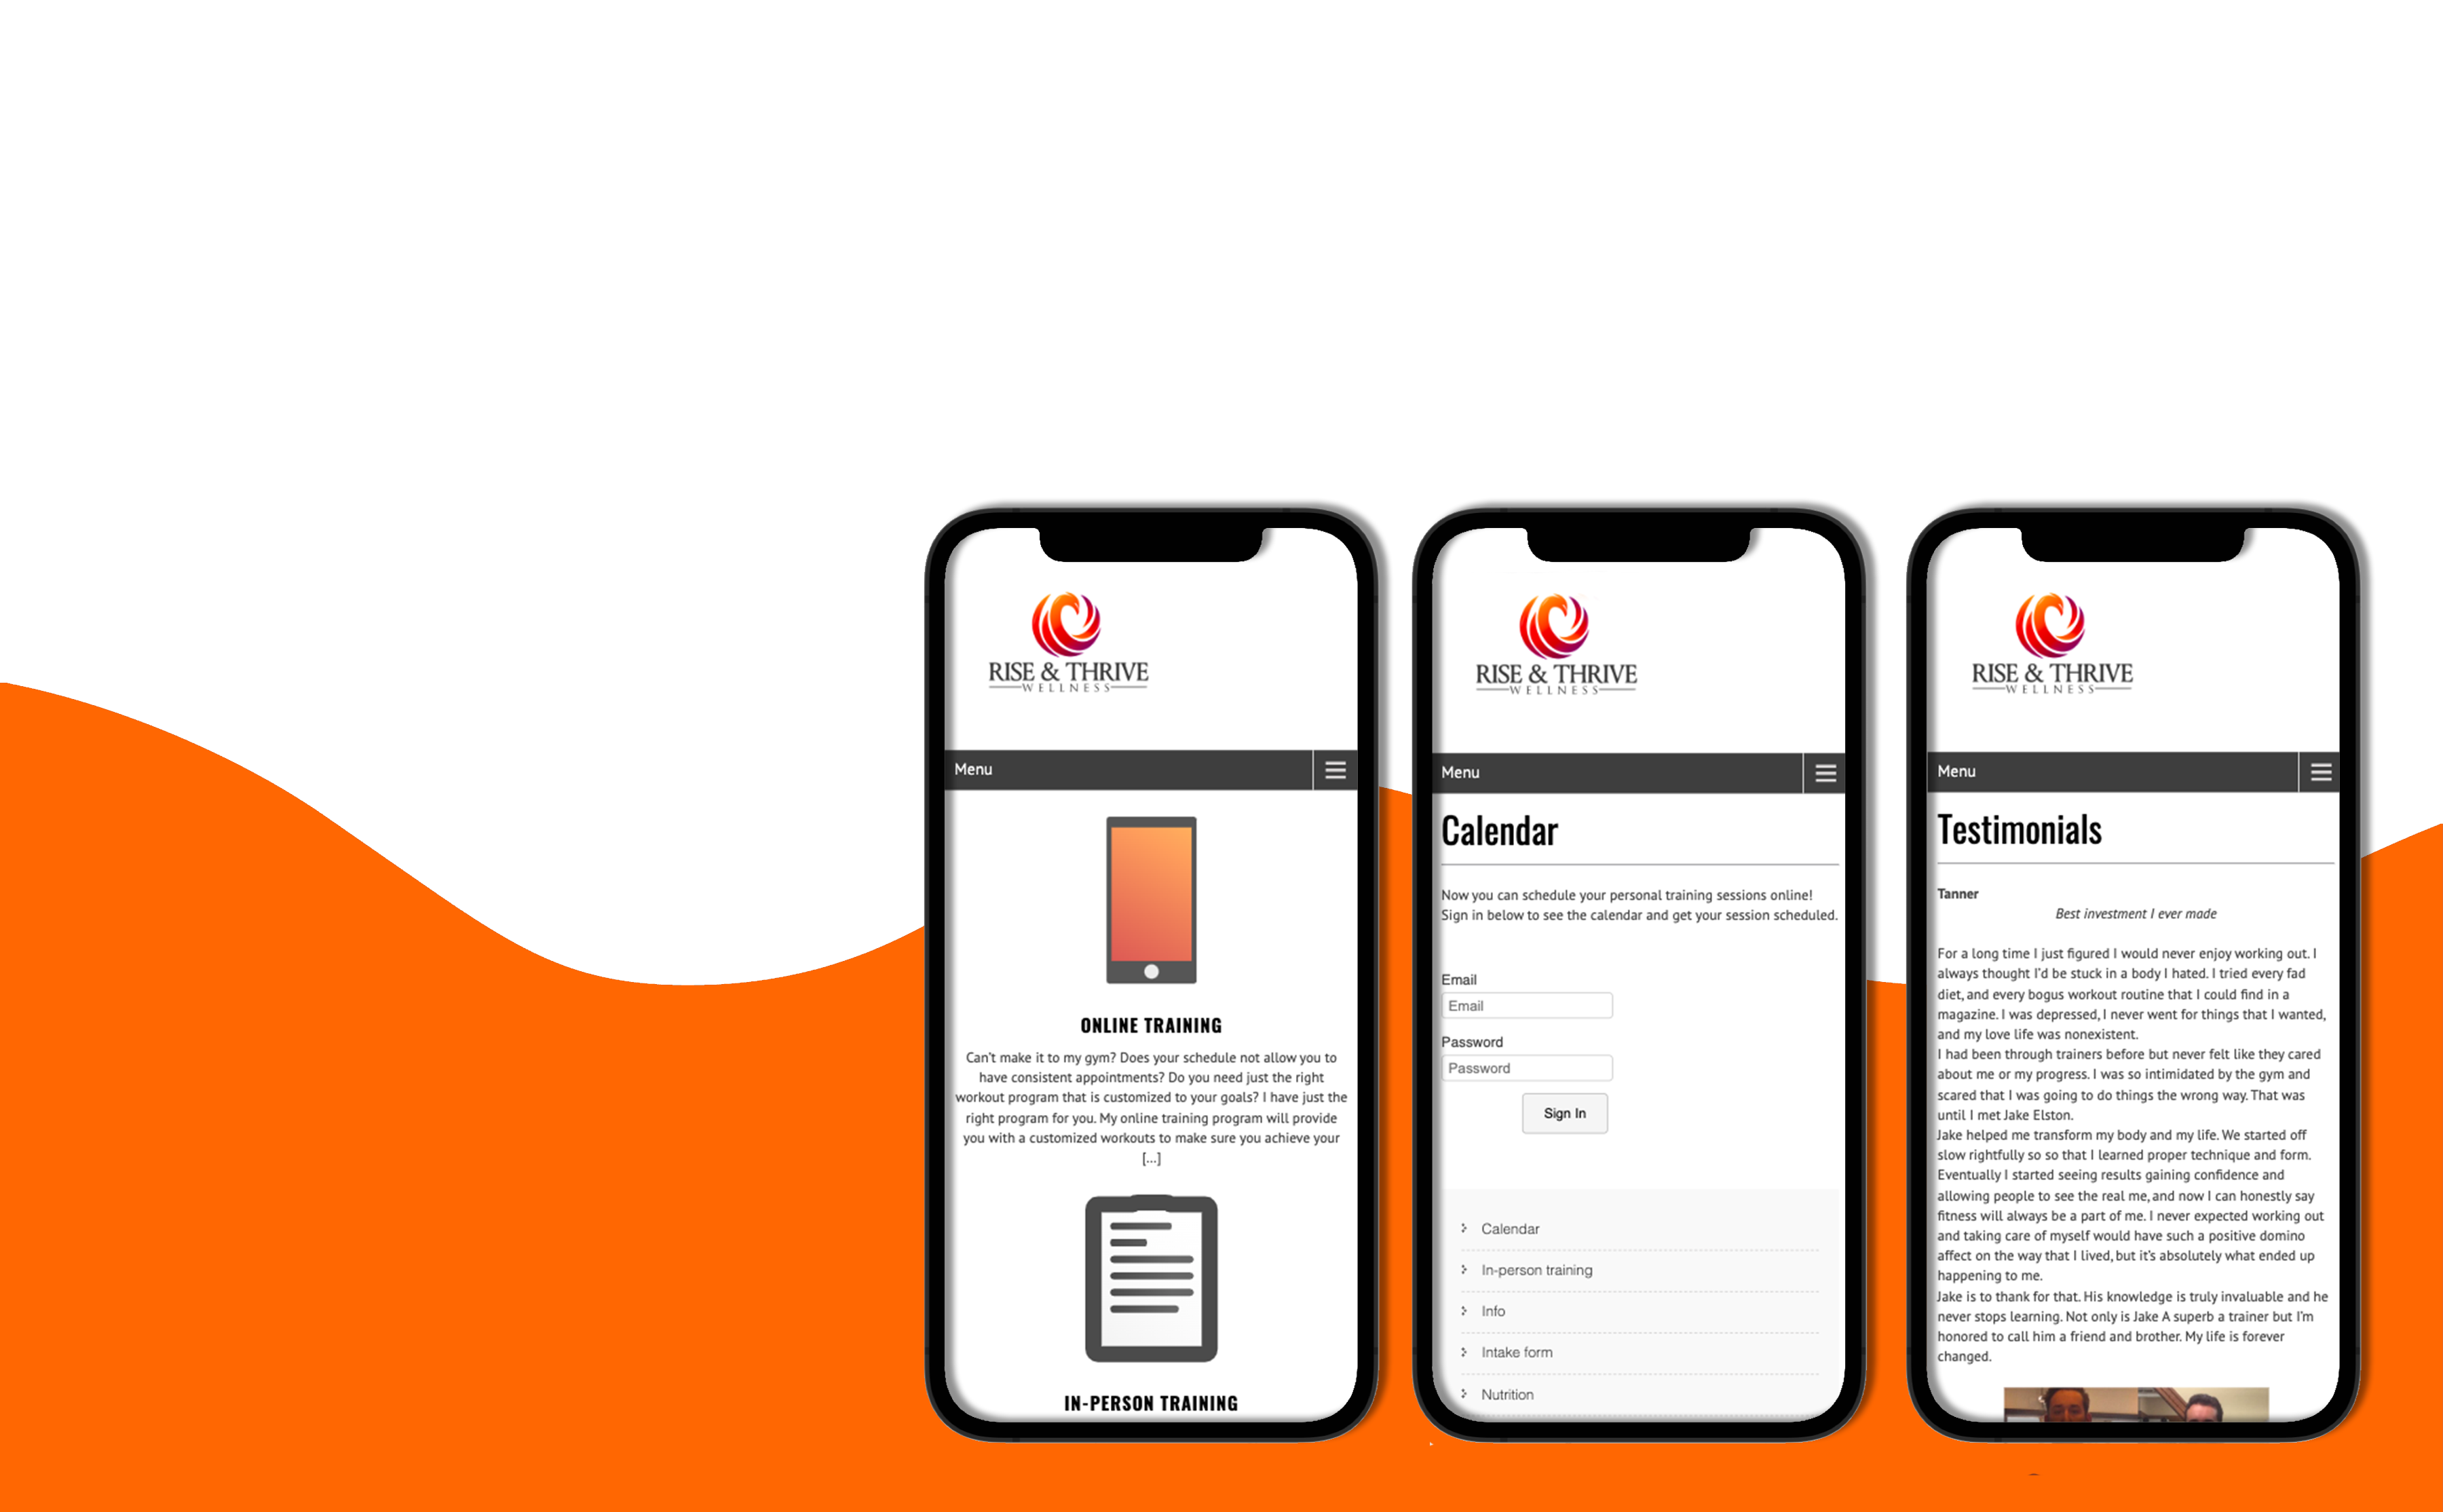 RISE & THRIVE
WELLNESS
Menu
ONLINE TRAINING
Can't make it to my gym? Does your schedule not allow you to
have consistent appointments? Do you need just the right
workout program that is customized to your goals? I have just the
right program for you. My online training program will provide
you with a customized workouts to make sure you achieve your
[...]
IN-PERSON TRAINING
RISE & THRIVE
WELLNESS
Menu
Calendar
Now you can schedule your personal training sessions online!
Sign in below to see the calendar and get your session scheduled.
Email
Email
Password
Password
Sign In
Calendar
In-person training
Info
Intake form
Nutrition
RISE & THRIVE
WELLNESS
Menu
Testimonials
Tanner
Best investment I ever made
For a long time I just figured I would never enjoy working out. I
always thought I'd be stuck in a body I hated. I tried every fad
diet, and every bogus workout routine that I could find in a
magazine. I was depressed, I never went for things that I wanted,
and my love life was nonexistent.
I had been through trainers before but never felt like they cared
about me or my progress. I was so intimidated by the gym and
scared that I was going to do things the wrong way. That was
until I met Jake Elston.
Jake helped me transform my body and my life. We started off
slow rightfully so so that I learned proper technique and form.
Eventually I started seeing results gaining confidence and
allowing people to see the real me, and now I can honestly say
fitness will always be a part of me. I never expected working out
and taking care of myself would have such a positive domino
affect on the way that I lived, but it's absolutely what ended up
happening to me.
Jake is to thank for that. His knowledge is truly invaluable and he
never stops learning. Not only is Jake A superb a trainer but I'm
honored to call him a friend and brother. My life is forever
changed.